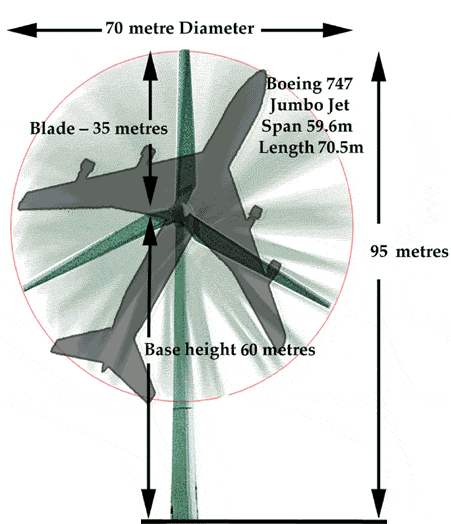 70 metre Diameter
Boeing 747
Jumbo Jet
Span 59.6m
Length 70.5m
Blade – 35 metres
95 metres
Base height 60 metres